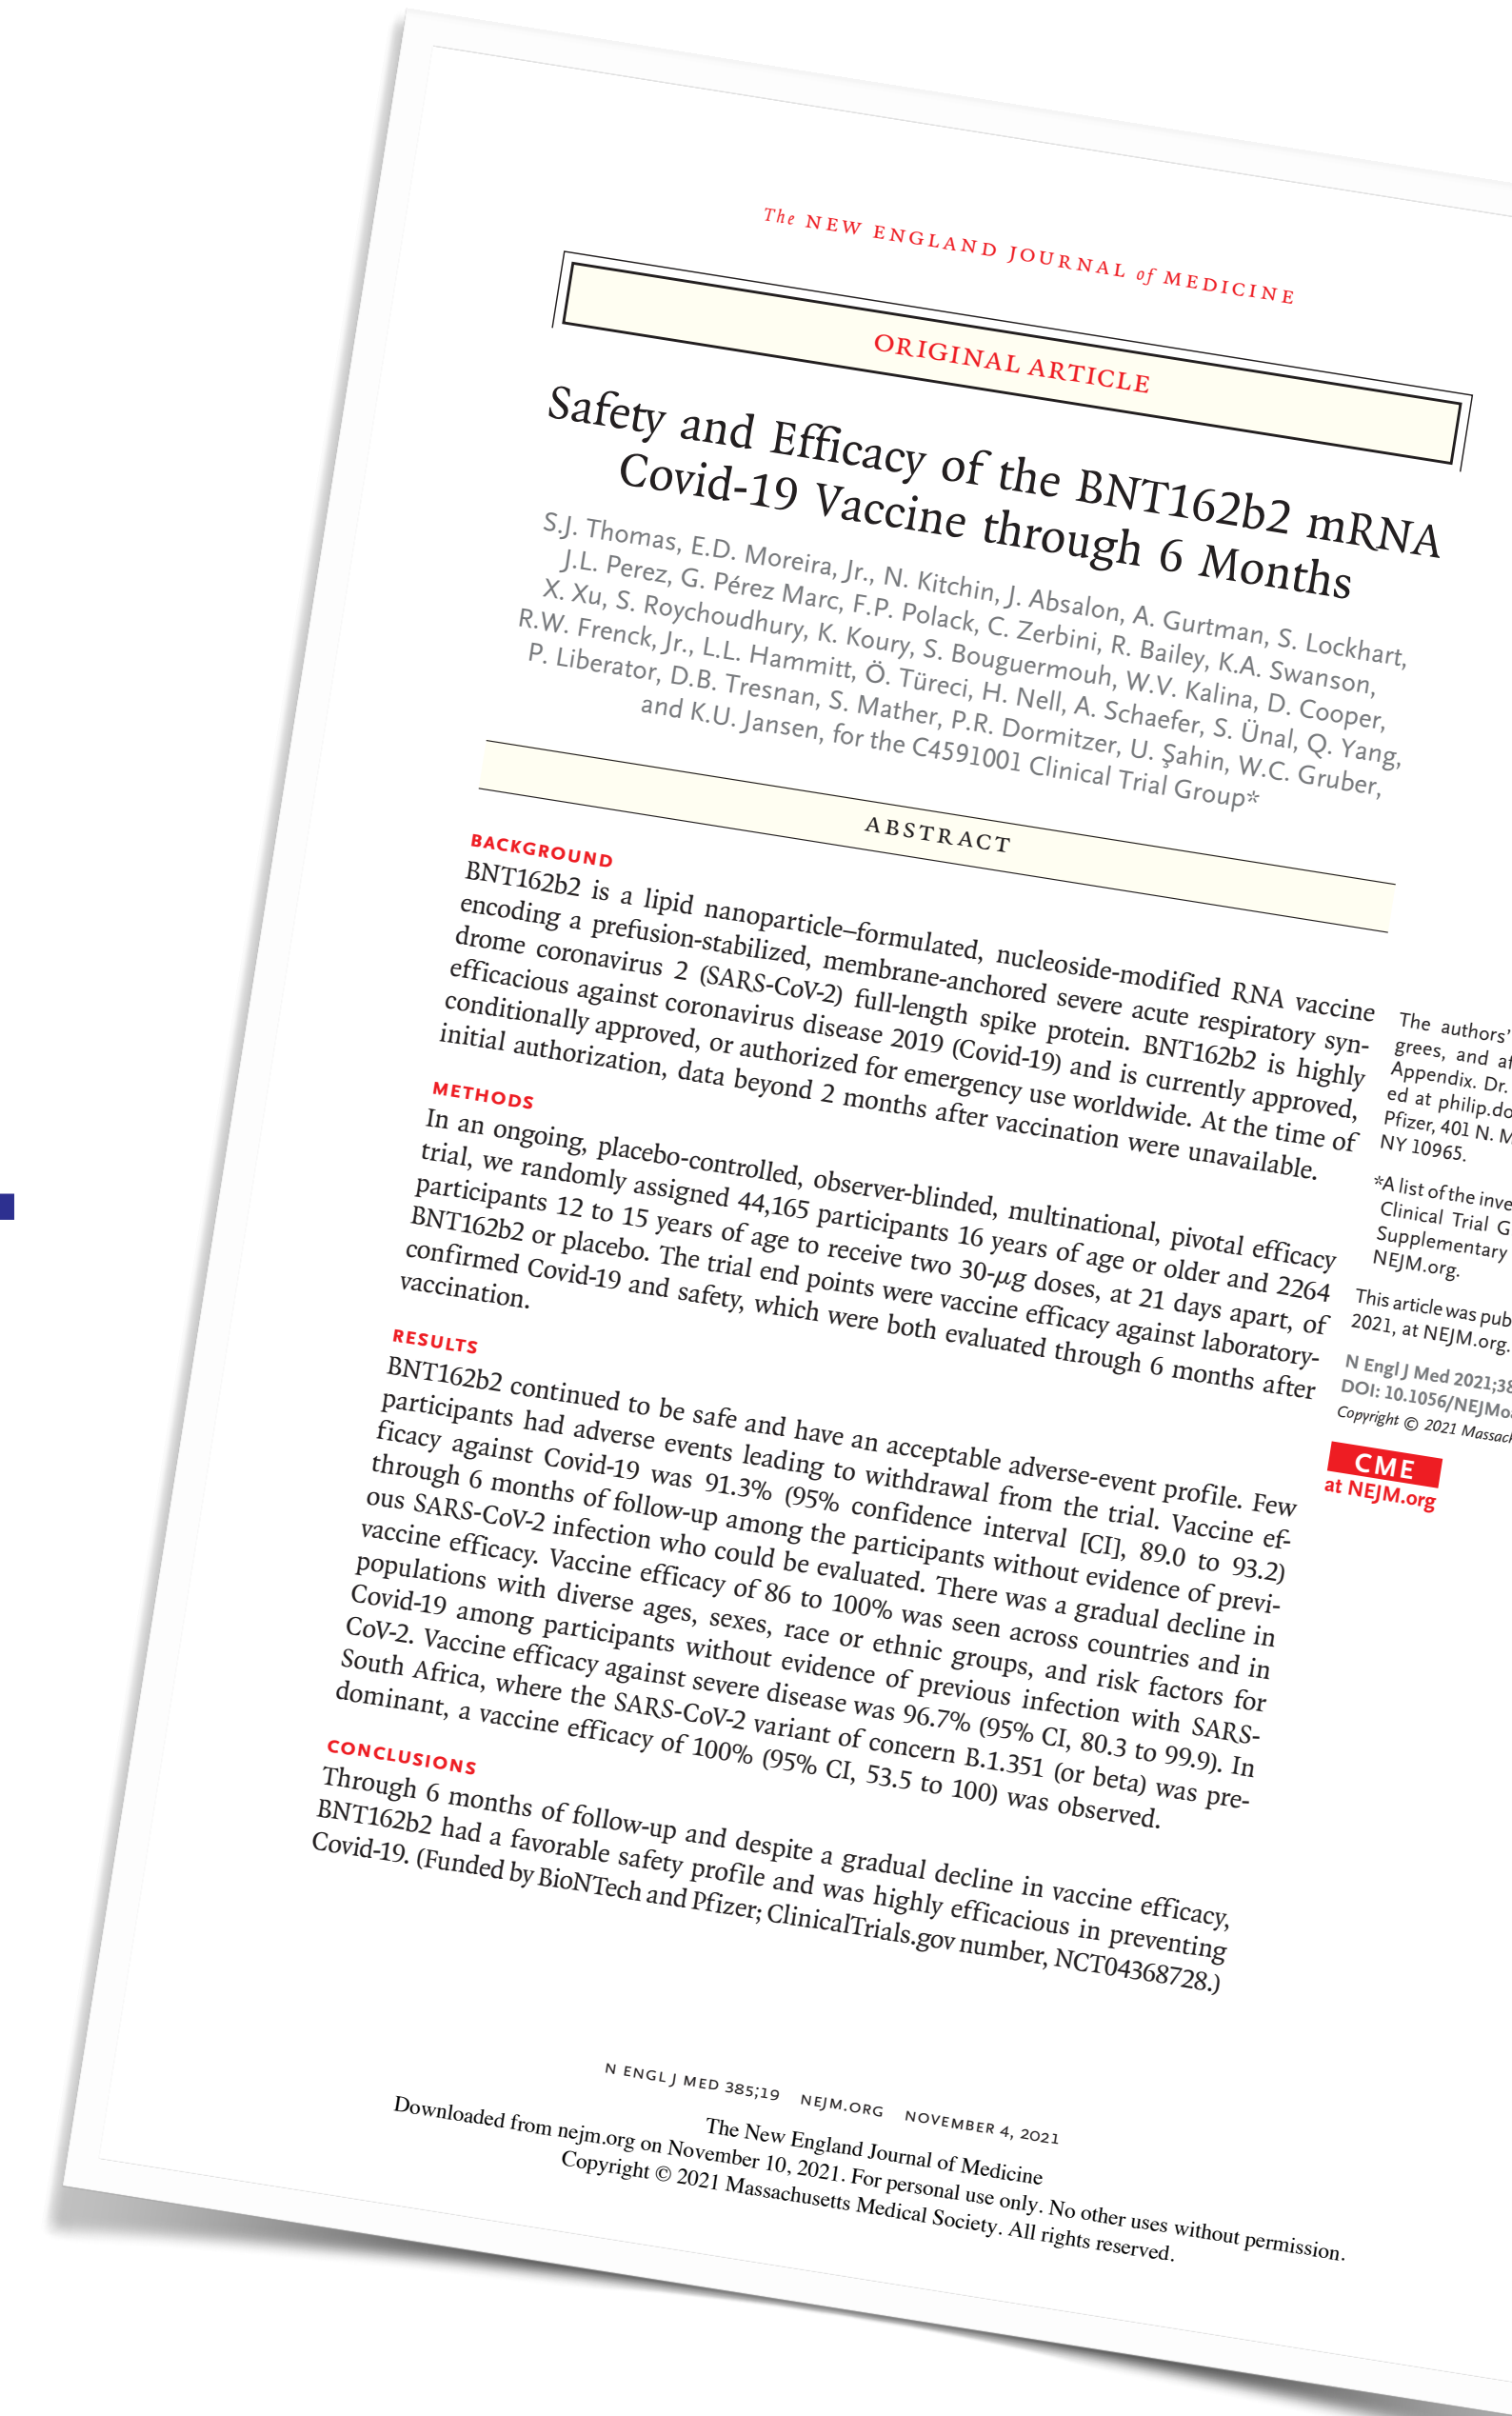 The NEW ENGLAND JOURNAL of MEDICINE
ORIGINAL ARTICLE
Safety and Efficacy of the BNT162b2 mRNA
Covid-19 Vaccine through 6 Months
S.J. Thomas, E.D. Moreira, Jr., N. Kitchin, J. Absalon, A. Gurtman, S. Lockhart,
J.L. Perez, G. Pérez Marc, F.P. Polack, C. Zerbini, R. Bailey, K.A. Swanson,
X. Xu, S. Roychoudhury, K. Koury, S. Bouguermouh, W.V. Kalina, D. Cooper,
R.W. Frenck, Jr., L.L. Hammitt, Ö. Türeci, H. Nell, A. Schaefer, S. Ünal, Q. Yang,
P. Liberator, D.B. Tresnan, S. Mather, P.R. Dormitzer, U. Şahin, W.C. Gruber,
and K.U. Jansen, for the C4591001 Clinical Trial Group*
ABSTRACT
BACKGROUND
BNT162b2 is a lipid nanoparticle–formulated, nucleoside-modified RNA vaccine
encoding a prefusion-stabilized, membrane-anchored severe acute respiratory syn-
drome coronavirus 2 (SARS-CoV-2) full-length spike protein. BNT162b2 is highly
efficacious against coronavirus disease 2019 (Covid-19) and is currently approved,
conditionally approved, or authorized for emergency use worldwide. At the time of
initial authorization, data beyond 2 months after vaccination were unavailable.
METHODS
In an ongoing, placebo-controlled, observer-blinded, multinational, pivotal efficacy
trial, we randomly assigned 44,165 participants 16 years of age or older and 2264
participants 12 to 15 years of age to receive two 30-μg doses, at 21 days apart, of
BNT162b2 or placebo. The trial end points were vaccine efficacy against laboratory-
confirmed Covid-19 and safety, which were both evaluated through 6 months after
vaccination.
RESULTS
BNT162b2 continued to be safe and have an acceptable adverse-event profile. Few
participants had adverse events leading to withdrawal from the trial. Vaccine ef-
ficacy against Covid-19 was 91.3% (95% confidence interval [CI], 89.0 to 93.2)
through 6 months of follow-up among the participants without evidence of previ-
ous SARS-CoV-2 infection who could be evaluated. There was a gradual decline in
vaccine efficacy. Vaccine efficacy of 86 to 100% was seen across countries and in
populations with diverse ages, sexes, race or ethnic groups, and risk factors for
Covid-19 among participants without evidence of previous infection with SARS-
CoV-2. Vaccine efficacy against severe disease was 96.7% (95% CI, 80.3 to 99.9). In
South Africa, where the SARS-CoV-2 variant of concern B.1.351 (or beta) was pre-
dominant, a vaccine efficacy of 100% (95% CI, 53.5 to 100) was observed.
CONCLUSIONS
Through 6 months of follow-up and despite a gradual decline in vaccine efficacy,
BNT162b2 had a favorable safety profile and was highly efficacious in preventing
Covid-19. (Funded by BioNTech and Pfizer; ClinicalTrials.gov number, NCT04368728.)
The authors'
grees, and af
Appendix. Dr.
ed at philip.do
Pfizer, 401 N. M
NY 10965.
*A list of the inve
Clinical Trial G
Supplementary
NEJM.org.
This article was pub
2021, at NEJM.org.
N Engl J Med 2021;38
DOI: 10.1056/NEJMo
Copyright © 2021 Massach
CME
at NEJM.org
N ENGL J MED 385;19 NEJM.ORG NOVEMBER 4, 2021
The New England Journal of Medicine
Downloaded from nejm.org on November 10, 2021. For personal use only. No other uses without permission.
Copyright © 2021 Massachusetts Medical Society. All rights reserved.